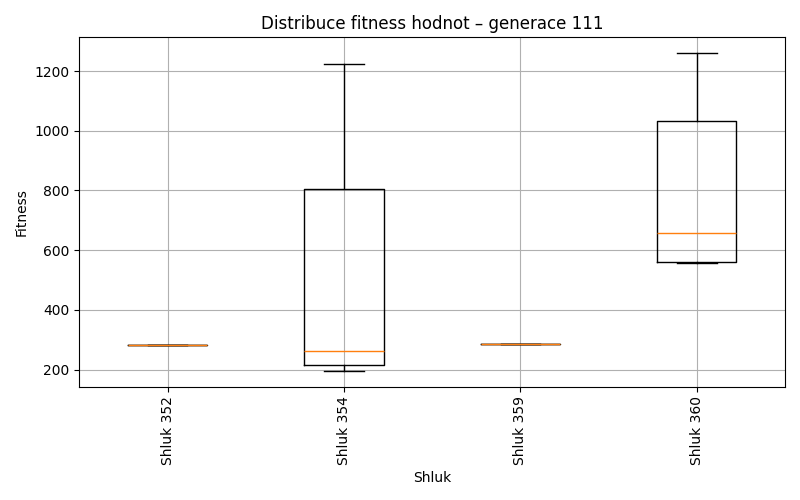 Distribuce fitness hodnot – generace 111
Fitness
1200
1000
800
600
400
200
Shluk 352
Shluk 354
Shluk 359
Shluk 360
Shluk